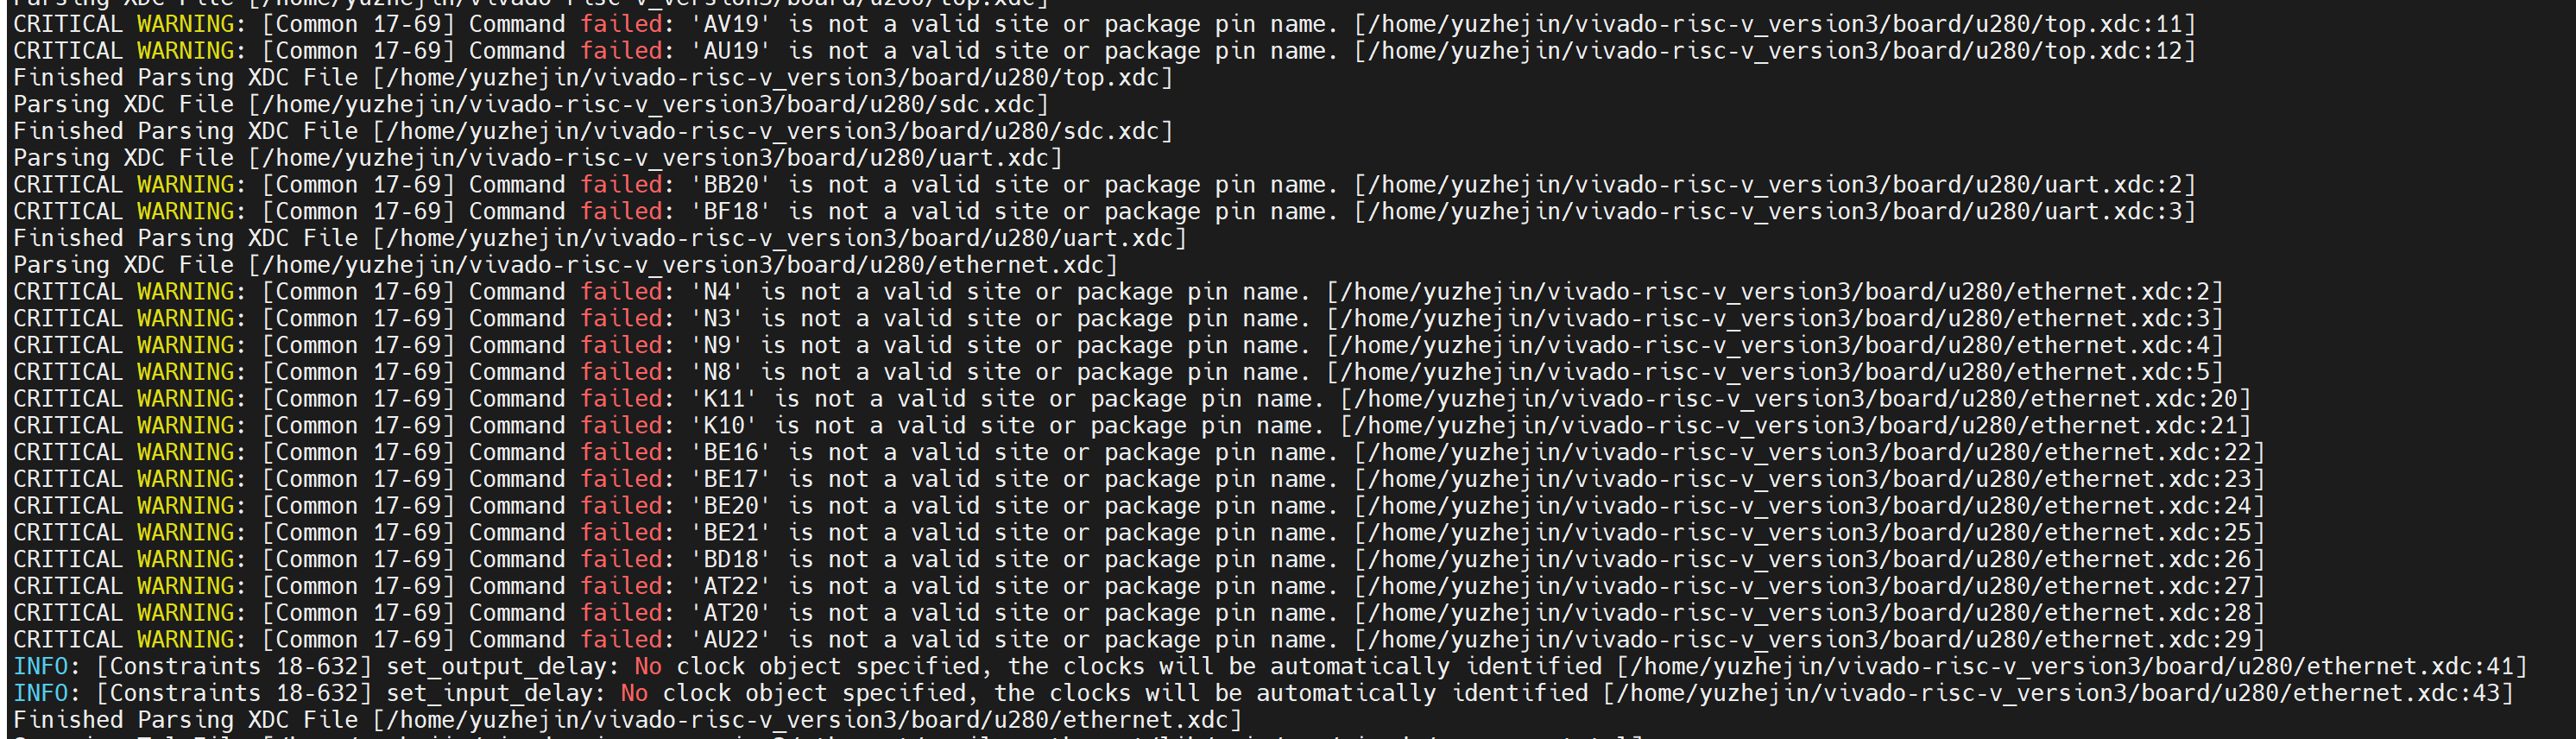 Parsing XDC File [/home/yuzhejin/vivado-risc-v_version3/board/u280/top.xdc]
CRITICAL WARNING: [Common 17-69] Command failed: 'AV19' is not a valid site or package pin name. [/home/yuzhejin/vivado-risc-v_version3/board/u280/top.xdc:11]
CRITICAL WARNING: [Common 17-69] Command failed: 'AU19' is not a valid site or package pin name. [/home/yuzhejin/vivado-risc-v_version3/board/u280/top.xdc:12]
Finished Parsing XDC File [/home/yuzhejin/vivado-risc-v_version3/board/u280/top.xdc]
Parsing XDC File [/home/yuzhejin/vivado-risc-v_version3/board/u280/sdc.xdc]
Finished Parsing XDC File [/home/yuzhejin/vivado-risc-v_version3/board/u280/sdc.xdc]
Parsing XDC File [/home/yuzhejin/vivado-risc-v_version3/board/u280/uart.xdc]
CRITICAL WARNING: [Common 17-69] Command failed: 'BB20' is not a valid site or package pin name. [/home/yuzhejin/vivado-risc-v_version3/board/u280/uart.xdc:2]
CRITICAL WARNING: [Common 17-69] Command failed: 'BF18' is not a valid site or package pin name. [/home/yuzhejin/vivado-risc-v_version3/board/u280/uart.xdc:3]
Finished Parsing XDC File [/home/yuzhejin/vivado-risc-v_version3/board/u280/uart.xdc]
Parsing XDC File [/home/yuzhejin/vivado-risc-v_version3/board/u280/ethernet.xdc]
CRITICAL WARNING: [Common 17-69] Command failed: 'N4' is not a valid site or package pin name. [/home/yuzhejin/vivado-risc-v_version3/board/u280/ethernet.xdc:2]
CRITICAL WARNING: [Common 17-69] Command failed: 'N3' is not a valid site or package pin name. [/home/yuzhejin/vivado-risc-v_version3/board/u280/ethernet.xdc:3]
CRITICAL WARNING: [Common 17-69] Command failed: 'N9' is not a valid site or package pin name. [/home/yuzhejin/vivado-risc-v_version3/board/u280/ethernet.xdc:4]
CRITICAL WARNING: [Common 17-69] Command failed: 'N8' is not a valid site or package pin name. [/home/yuzhejin/vivado-risc-v_version3/board/u280/ethernet.xdc:5]
CRITICAL WARNING: [Common 17-69] Command failed: 'K11' is not a valid site or package pin name. [/home/yuzhejin/vivado-risc-v_version3/board/u280/ethernet.xdc:20]
CRITICAL WARNING: [Common 17-69] Command failed: 'K10' is not a valid site or package pin name. [/home/yuzhejin/vivado-risc-v_version3/board/u280/ethernet.xdc:21]
CRITICAL WARNING: [Common 17-69] Command failed: 'BE16' is not a valid site or package pin name. [/home/yuzhejin/vivado-risc-v_version3/board/u280/ethernet.xdc:22]
CRITICAL WARNING: [Common 17-69] Command failed: 'BE17' is not a valid site or package pin name. [/home/yuzhejin/vivado-risc-v_version3/board/u280/ethernet.xdc:23]
CRITICAL WARNING: [Common 17-69] Command failed: 'BE20' is not a valid site or package pin name. [/home/yuzhejin/vivado-risc-v_version3/board/u280/ethernet.xdc:24]
CRITICAL WARNING: [Common 17-69] Command failed: 'BE21' is not a valid site or package pin name. [/home/yuzhejin/vivado-risc-v_version3/board/u280/ethernet.xdc:25]
CRITICAL WARNING: [Common 17-69] Command failed: 'BD18' is not a valid site or package pin name. [/home/yuzhejin/vivado-risc-v_version3/board/u280/ethernet.xdc:26]
CRITICAL WARNING: [Common 17-69] Command failed: 'AT22' is not a valid site or package pin name. [/home/yuzhejin/vivado-risc-v_version3/board/u280/ethernet.xdc:27]
CRITICAL WARNING: [Common 17-69] Command failed: 'AT20' is not a valid site or package pin name. [/home/yuzhejin/vivado-risc-v_version3/board/u280/ethernet.xdc:28]
CRITICAL WARNING: [Common 17-69] Command failed: 'AU22' is not a valid site or package pin name. [/home/yuzhejin/vivado-risc-v_version3/board/u280/ethernet.xdc:29]
INFO: [Constraints 18-632] set_output_delay: No clock object specified, the clocks will be automatically identified [/home/yuzhejin/vivado-risc-v_version3/board/u280/ethernet.xdc:41]
INFO: [Constraints 18-632] set_input_delay: No clock object specified, the clocks will be automatically identified [/home/yuzhejin/vivado-risc-v_version3/board/u280/ethernet.xdc:43]
Finished Parsing XDC File [/home/yuzhejin/vivado-risc-v_version3/board/u280/ethernet.xdc]